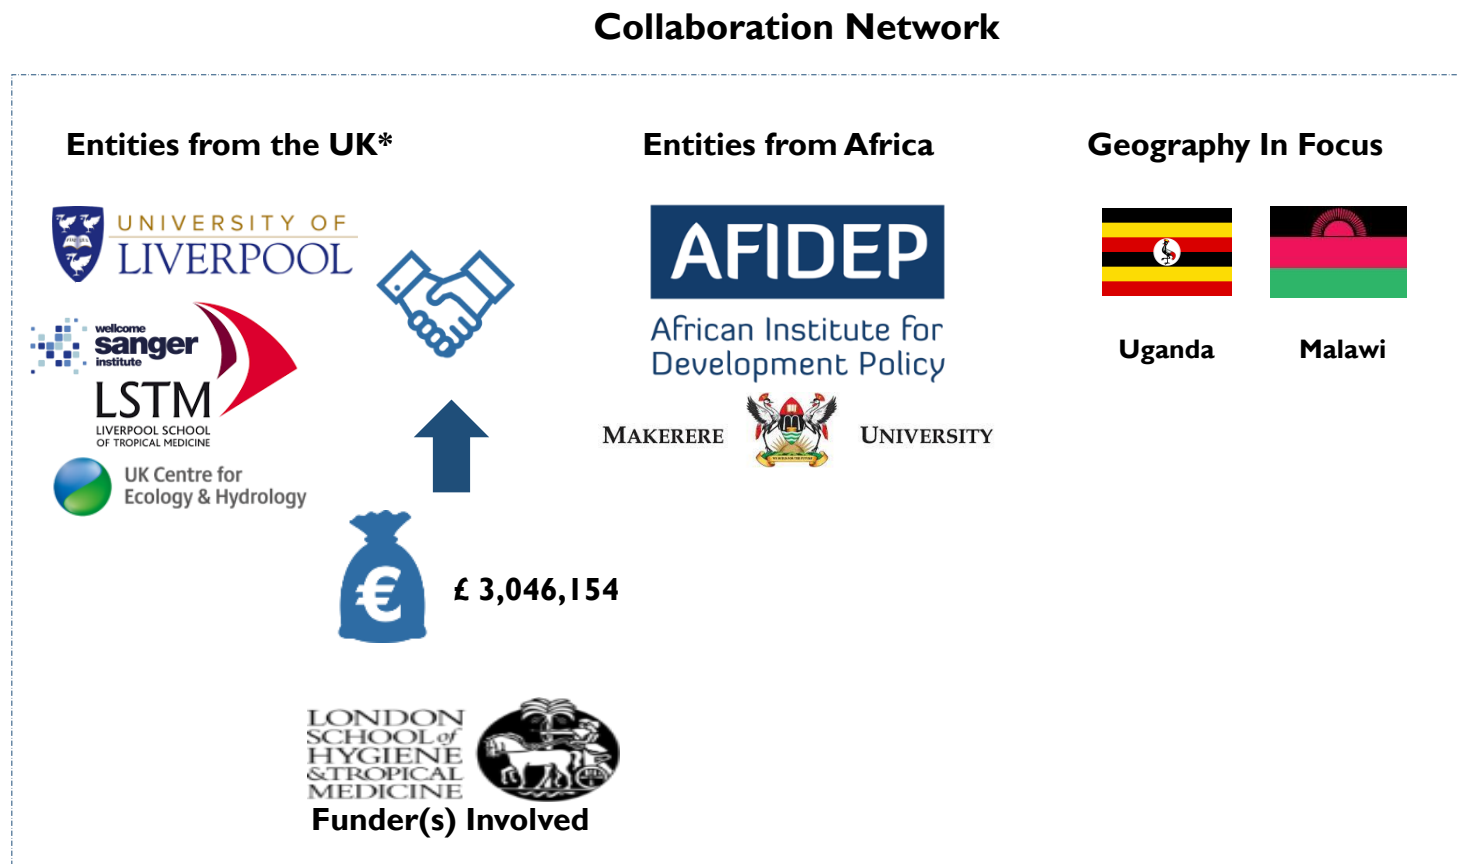 Collaboration Network
Entities from the UK*
UNIVERSITY OF
LIVERPOOL
wellcome
sanger
institute
LSTM
LIVERPOOL SCHOOL
OF TROPICAL MEDICINE
UK Centre for
Ecology & Hydrology
€
£ 3,046,154
LONDON
SCHOOL of
HYGIENE
& TROPICAL
MEDICINE
Funder(s) Involved
Entities from Africa
AFIDEP
African Institute for
Development Policy
MAKERERE UNIVERSITY
Geography In Focus
Uganda
Malawi